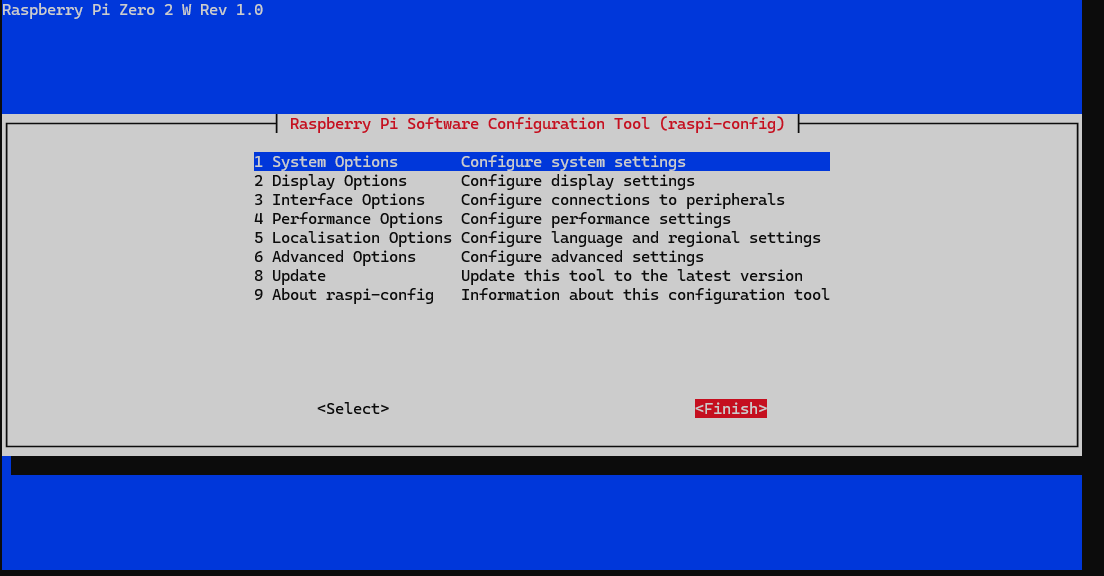 Raspberry Pi Zero 2 W Rev 1.0
Raspberry Pi Software Configuration Tool (raspi-config)
1 System Options Configure system settings
2 Display Options Configure display settings
3 Interface Options Configure connections to peripherals
4 Performance Options Configure performance settings
5 Localisation Options Configure language and regional settings
6 Advanced Options Configure advanced settings
8 Update Update this tool to the latest version
9 About raspi-config Information about this configuration tool
<Select> <Finish>